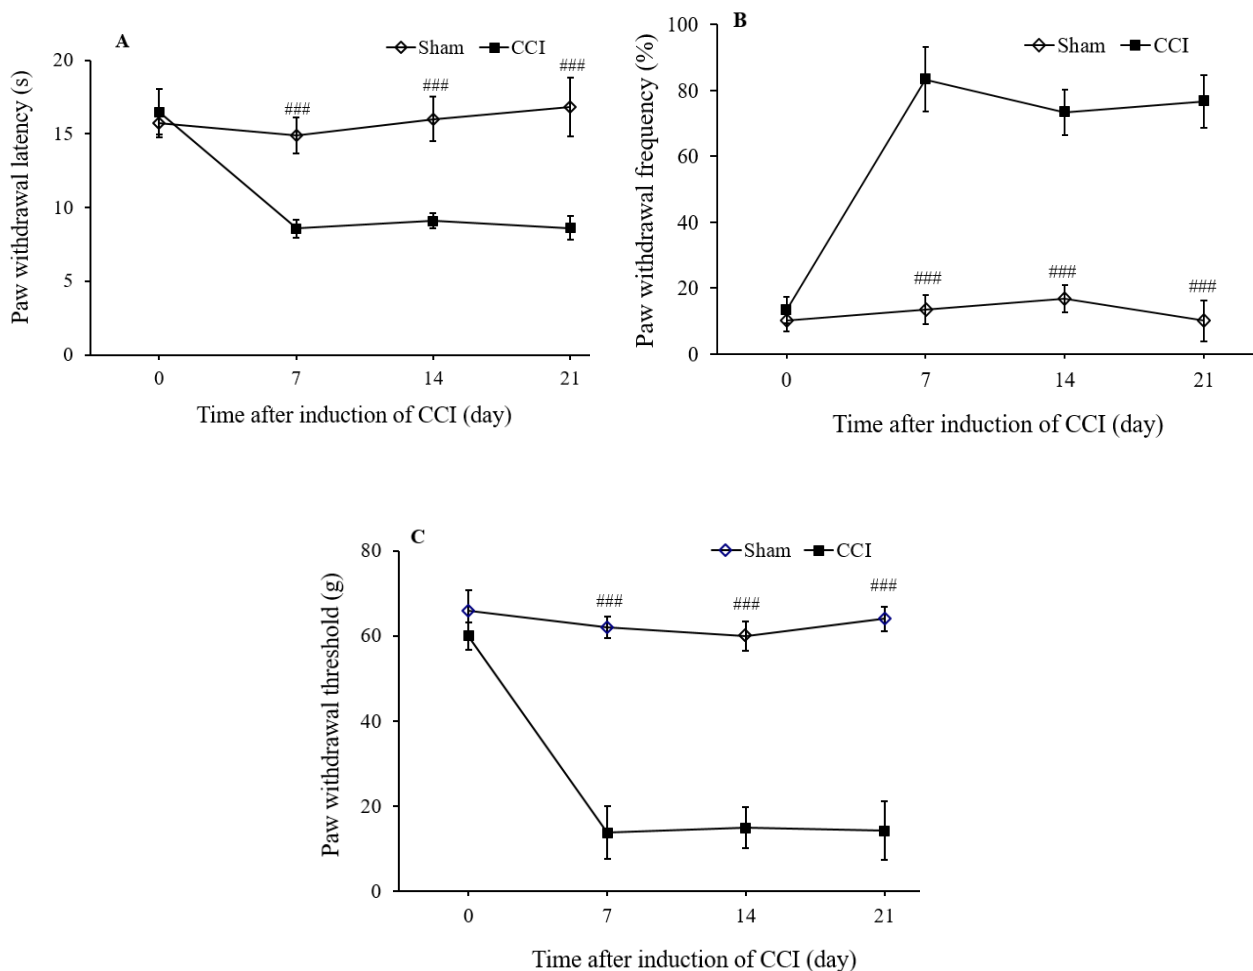 A
Sham CCI
Paw withdrawal latency (s)
20
15
10
5
0
###
###
###
0 7 14 21
Time after induction of CCI (day)
B
Sham CCI
Paw withdrawal frequency (%)
100
80
60
40
20
0
###
###
###
0 7 14 21
Time after induction of CCI (day)
C
Sham CCI
Paw withdrawal threshold (g)
80
60
40
20
0
###
###
###
0 7 14 21
Time after induction of CCI (day)